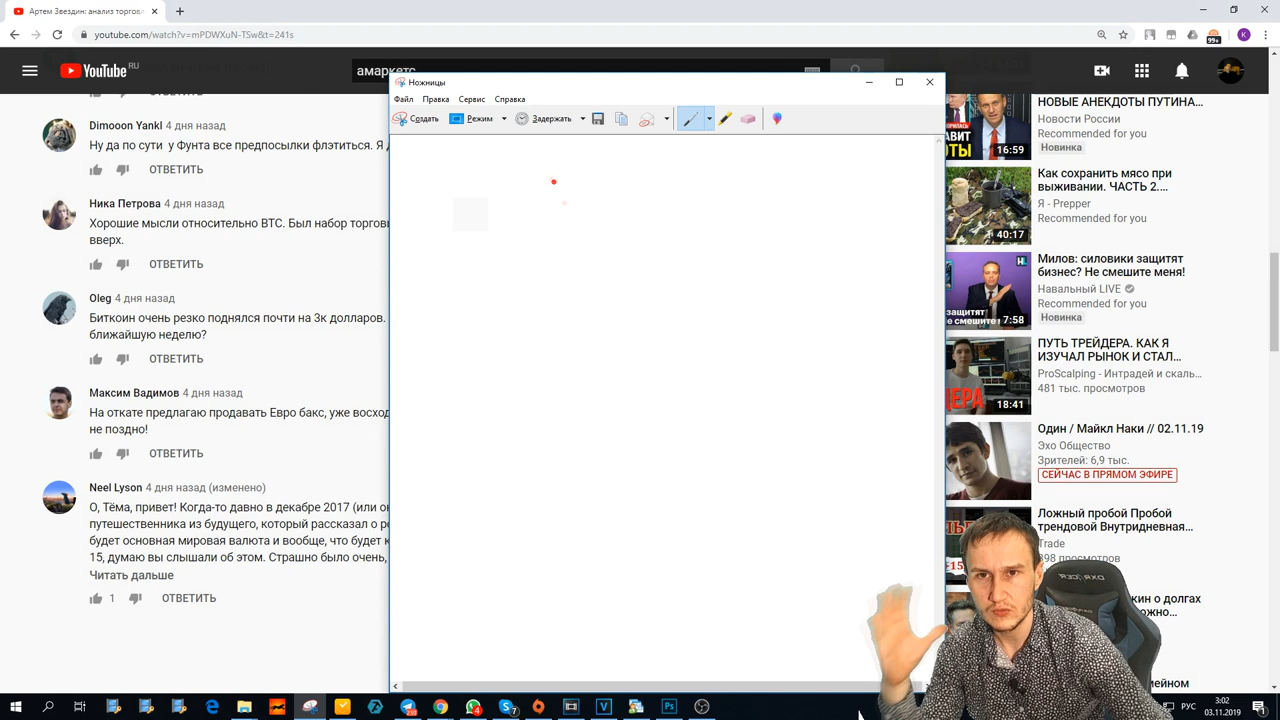 Артем Звездин: анализ торгов
youtube.com/watch?v=mPDWXuN-TSw&t=241s
99+
K
YouTube
RU
амаркетс
Ножницы
Файл Правка Сервис Справка
Создать Режим Задержать
Dimooon Yankl 4 дня назад
Ну да по сути у Фунта все предпосылки флэтиться. Я
ОТВЕТИТЬ
Ника Петрова 4 дня назад
Хорошие мысли относительно BTC. Был набор торговы
вверх.
ОТВЕТИТЬ
Oleg 4 дня назад
Биткоин очень резко поднялся почти на 3к долларов.
ближайшую неделю?
ОТВЕТИТЬ
Максим Вадимов 4 дня назад
На откате предлагаю продавать Евро бакс, уже восход
не поздно!
ОТВЕТИТЬ
Neel Lyson 4 дня назад (изменено)
О, Тёма, привет! Когда-то давно в декабре 2017 (или
путешественника из будущего, который рассказал о
будет основная мировая валюта и вообще, что будет
15, думаю вы слышали об этом. Страшно было очень,
Читать дальше
1 ОТВЕТИТЬ
НОВЫЕ АНЕКДОТЫ ПУТИНА...
Новости России
Recommended for you
Новинка
16:59
Как сохранить мясо при
выживании. ЧАСТЬ 2....
Я - Prepper
Recommended for you
40:17
Милов: силовики защитят
бизнес? Не смешите меня!
Навальный LIVE
Recommended for you
Новинка
7:58
ПУТЬ ТРЕЙДЕРА. КАК Я
ИЗУЧАЛ РЫНОК И СТАЛ...
ProScalping - Интрадей и скаль...
481 тыс. просмотров
18:41
Один / Майкл Наки // 02.11.19
Эхо Общество
Зрителей: 6,9 тыс.
СЕЙЧАС В ПРЯМОМ ЭФИРЕ
Ложный пробой Пробой
трендовой Внутридневная...
Trade
398 просмотров
кин о долгах
ожно...
мейном
РУС
3:02
03.11.2019